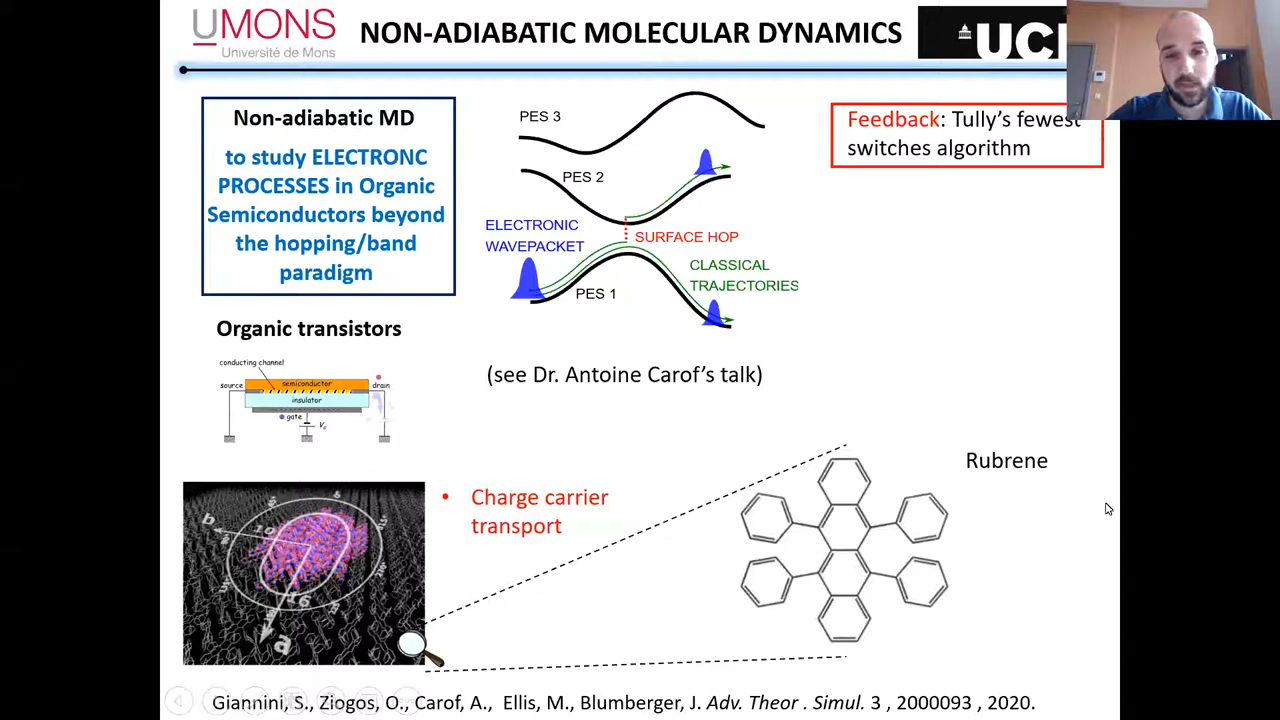 UMONS
Université de Mons
NON-ADIABATIC MOLECULAR DYNAMICS
UCL
Non-adiabatic MD
to study ELECTRONC
PROCESSES in Organic
Semiconductors beyond
the hopping/band
paradigm
PES 3
PES 2
ELECTRONIC
WAVEPACKET
SURFACE HOP
CLASSICAL
TRAJECTORIES
PES 1
Feedback: Tully's fewest
switches algorithm
Organic transistors
conducting channel
source
semiconductor
drain
insulator
gate
(see Dr. Antoine Carof's talk)
b
10
16
a
• Charge carrier
transport
Rubrene
Giannini, S., Ziogos, O., Carof, A., Ellis, M., Blumberger, J. Adv. Theor . Simul. 3 , 2000093 , 2020.